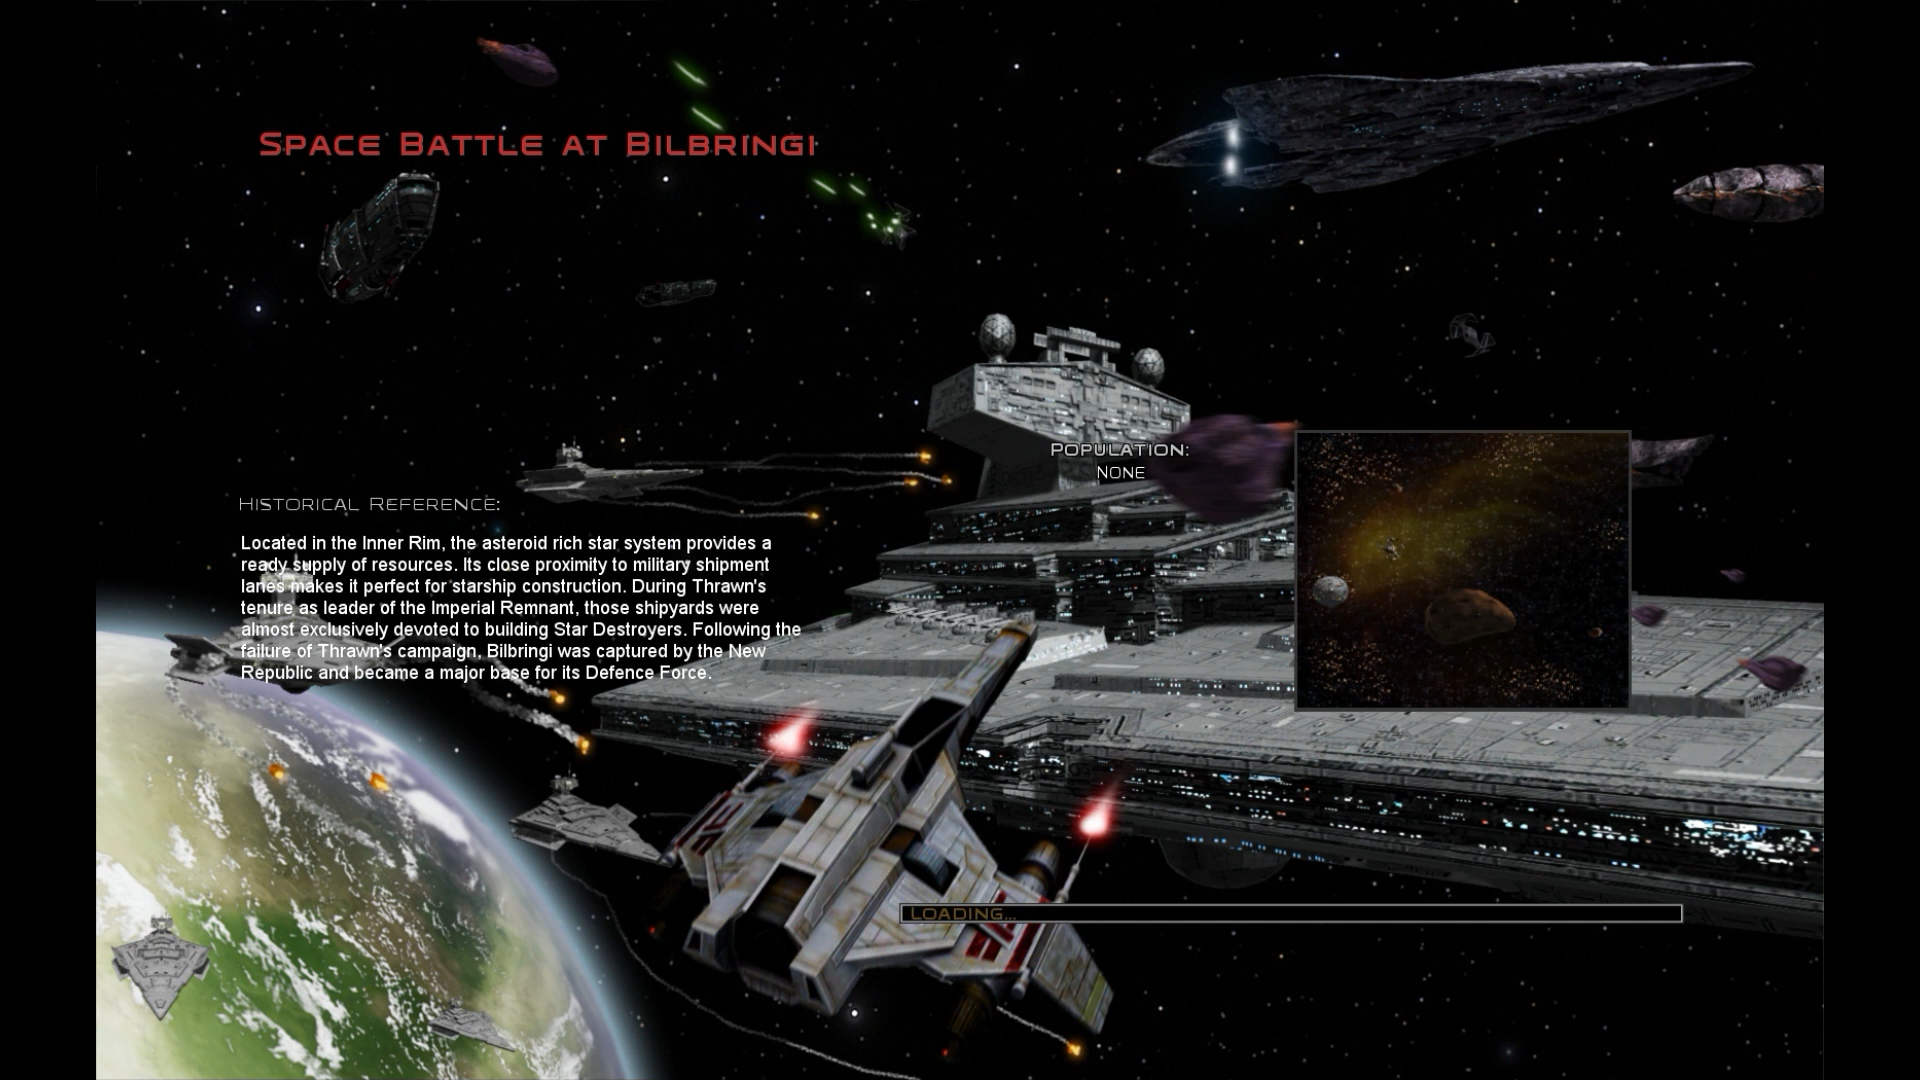 Space Battle at Bilbringi
Population:
None
Historical Reference:
Located in the Inner Rim, the asteroid rich star system provides a
ready supply of resources. Its close proximity to military shipment
lanes makes it perfect for starship construction. During Thrawn's
tenure as leader of the Imperial Remnant, those shipyards were
almost exclusively devoted to building Star Destroyers. Following the
failure of Thrawn's campaign, Bilbringi was captured by the New
Republic and became a major base for its Defence Force.
Loading...